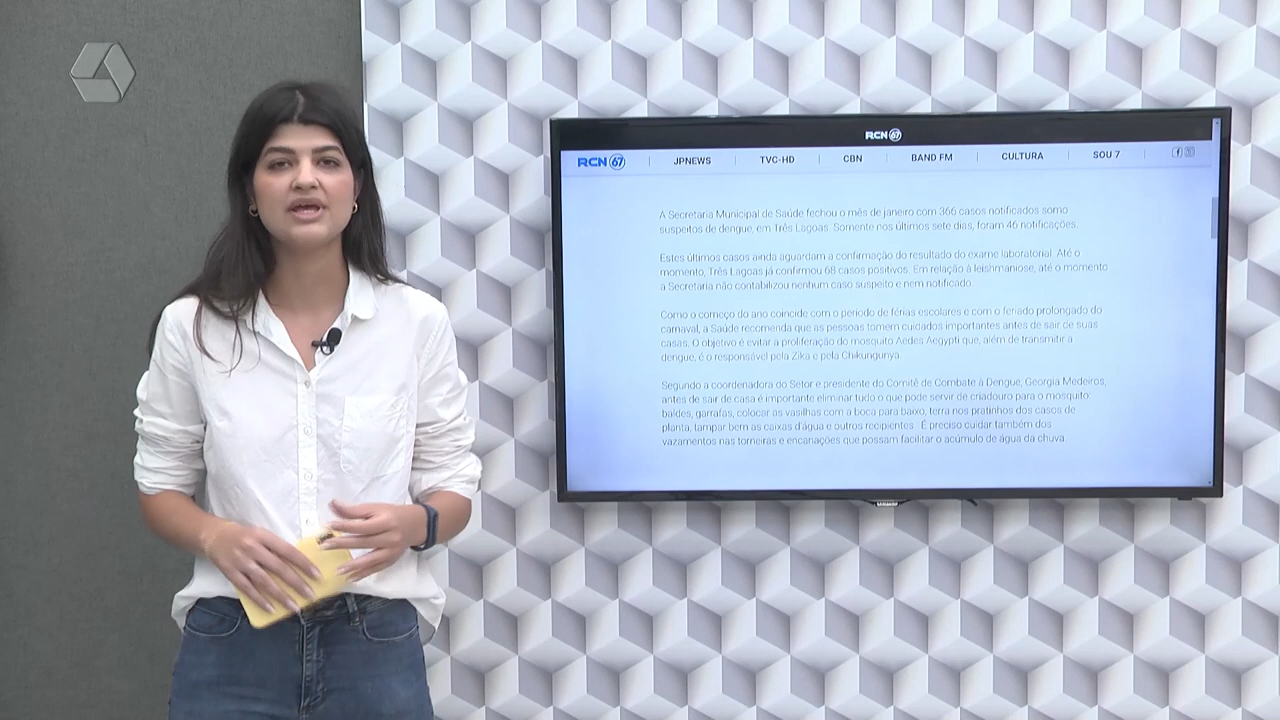 RCN 67
RCN 67 JPNEWS TVC-HD CBN BAND FM CULTURA SOU 7
A Secretaria Municipal de Saúde fechou o mês de janeiro com 366 casos notificados somo
suspeitos de dengue, em Três Lagoas. Somente nos últimos sete dias, foram 46 notificações.
Estes últimos casos ainda aguardam a confirmação do resultado do exame laboratorial. Até o
momento, Três Lagoas já confirmou 68 casos positivos. Em relação à leishmaniose, até o momento
a Secretaria não contabilizou nenhum caso suspeito e nem notificado.
Como o começo do ano coincide com o período de férias escolares e com o feriado prolongado do
carnaval, a Saúde recomenda que as pessoas tomem cuidados importantes antes de sair de suas
casas. O objetivo é evitar a proliferação do mosquito Aedes Aegypti que, além de transmitir a
dengue, é o responsável pela Zika e pela Chikungunya.
Segundo a coordenadora do Setor e presidente do Comitê de Combate à Dengue, Georgia Medeiros,
antes de sair de casa é importante eliminar tudo o que pode servir de criadouro para o mosquito:
baldes, garrafas, colocar as vasilhas com a boca para baixo, terra nos pratinhos dos casos de
planta, tampar bem as caixas d'água e outros recipientes. É preciso cuidar também dos
vazamentos nas torneiras e encanações que possam facilitar o acúmulo de água da chuva.